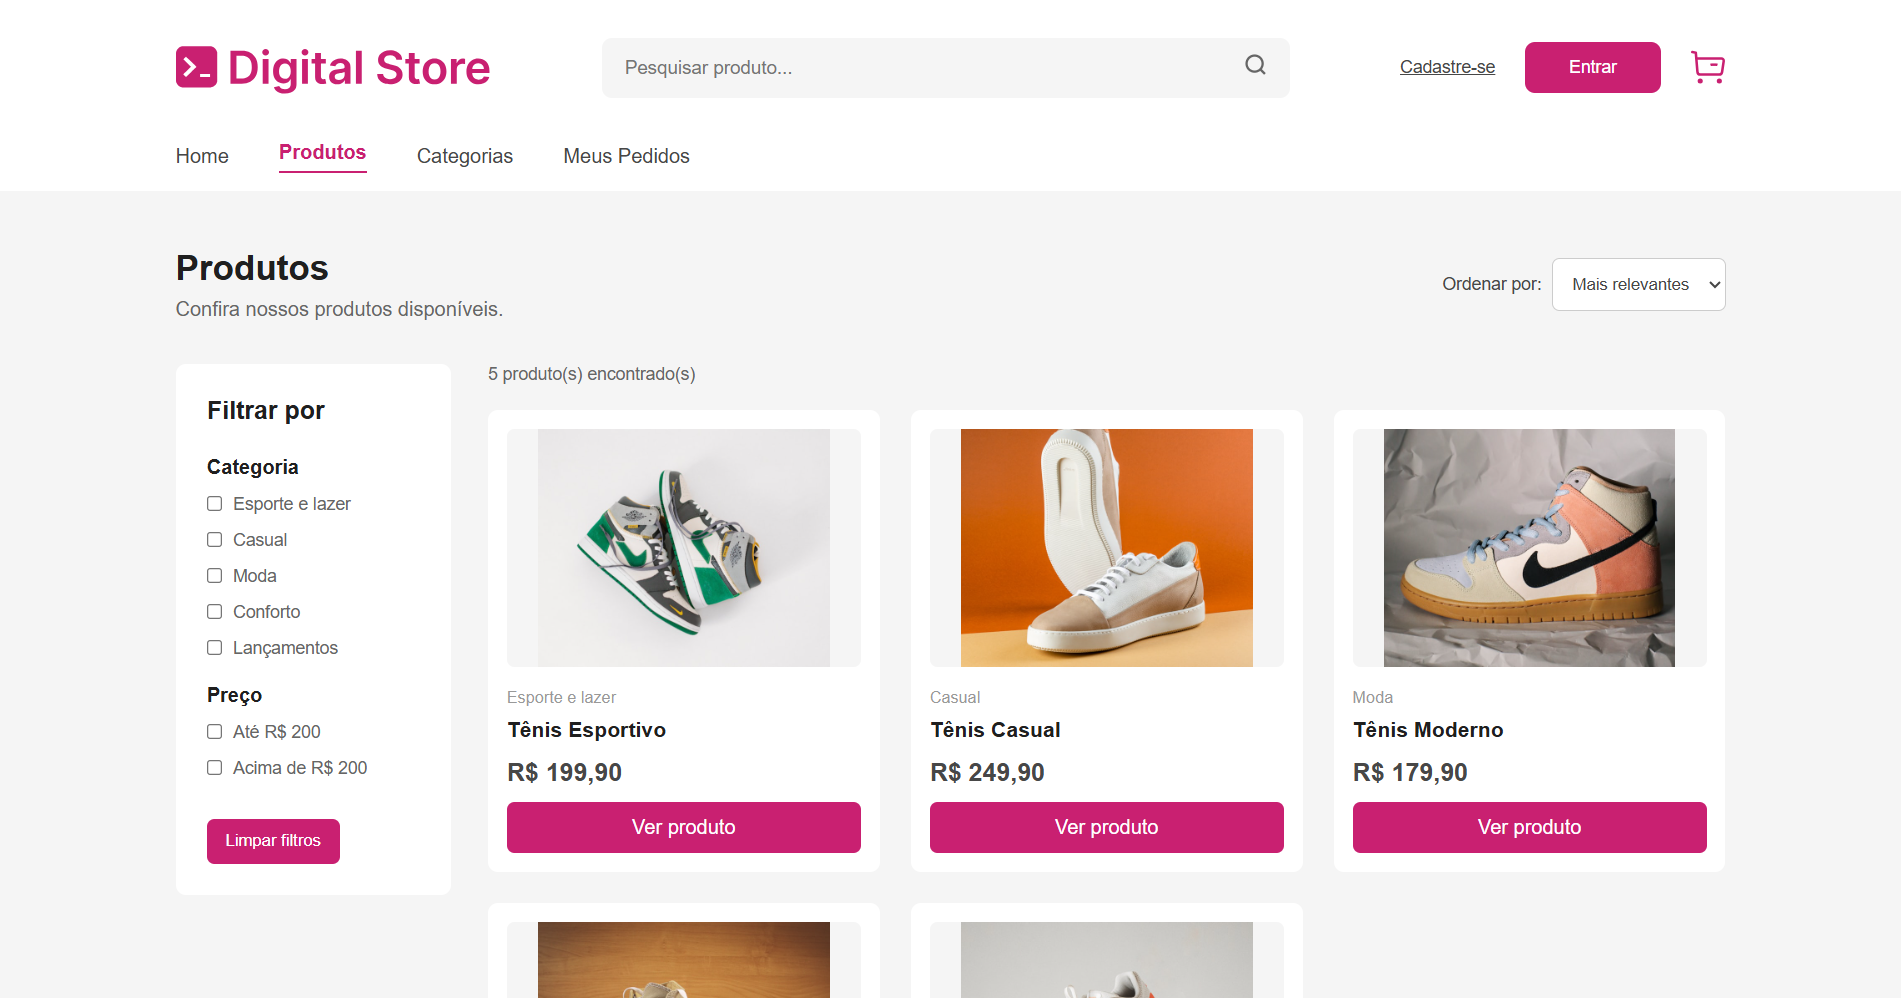 Digital Store
Pesquisar produto...
Cadastre-se
Entrar
Home
Produtos
Categorias
Meus Pedidos
Produtos
Confira nossos produtos disponíveis.
Ordenar por:
Mais relevantes
Filtrar por
Categoria
Esporte e lazer
Casual
Moda
Conforto
Lançamentos
Preço
Até R$ 200
Acima de R$ 200
Limpar filtros
5 produto(s) encontrado(s)
Esporte e lazer
Tênis Esportivo
R$ 199,90
Ver produto
Casual
Tênis Casual
R$ 249,90
Ver produto
Moda
Tênis Moderno
R$ 179,90
Ver produto